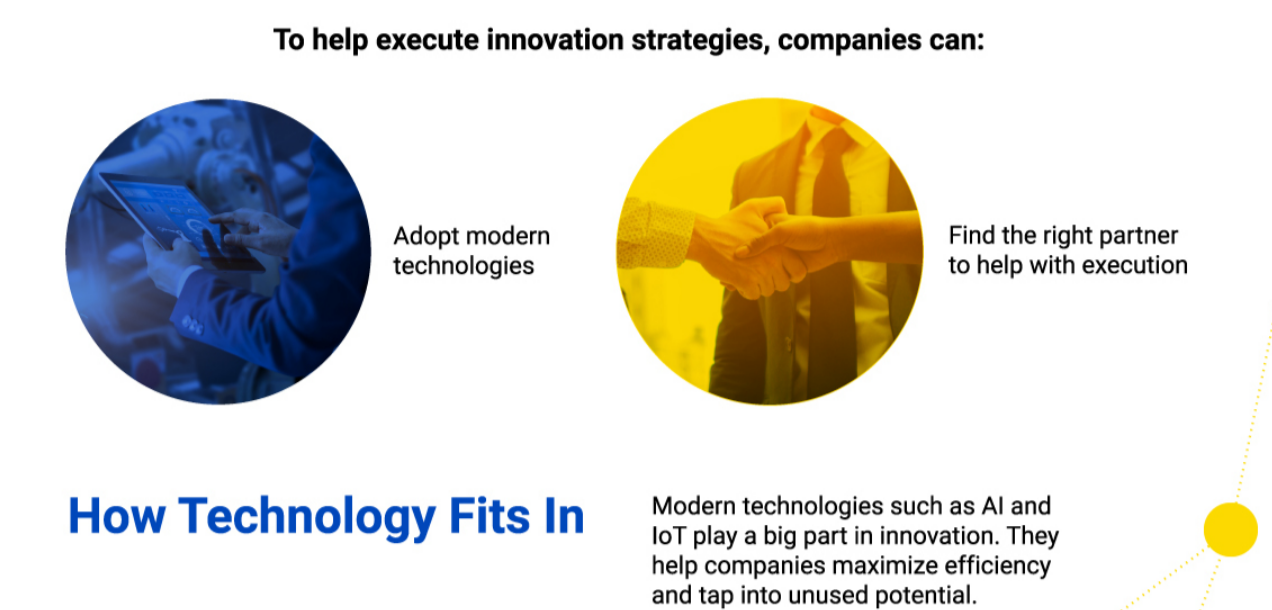 To help execute innovation strategies, companies can:
Adopt modern
technologies
Find the right partner
to help with execution
How Technology Fits In
Modern technologies such as AI and
IoT play a big part in innovation. They
help companies maximize efficiency
and tap into unused potential.